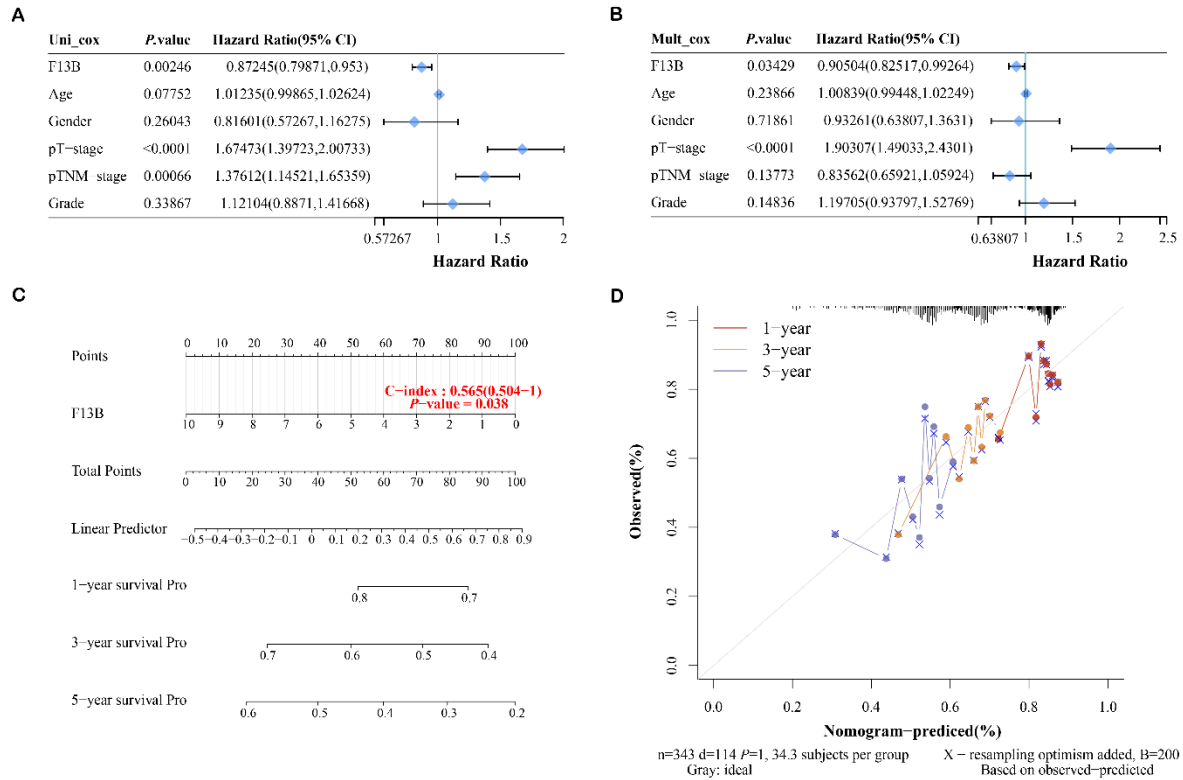 A
Uni_cox P.value Hazard Ratio(95% CI)
F13B 0.00246 0.87245(0.79871,0.953)
Age 0.07752 1.01235(0.99865,1.02624)
Gender 0.26043 0.81601(0.57267,1.16275)
pT−stage <0.0001 1.67473(1.39723,2.00733)
pTNM stage 0.00066 1.37612(1.14521,1.65359)
Grade 0.33867 1.12104(0.8871,1.41668)
0.57267 1 1.5 2
Hazard Ratio
B
Mult_cox P.value Hazard Ratio(95% CI)
F13B 0.03429 0.90504(0.82517,0.99264)
Age 0.23866 1.00839(0.99448,1.02249)
Gender 0.71861 0.93261(0.63807,1.3631)
pT−stage <0.0001 1.90307(1.49033,2.4301)
pTNM stage 0.13773 0.83562(0.65921,1.05924)
Grade 0.14836 1.19705(0.93797,1.52769)
0.63807 1 1.5 2 2.5
Hazard Ratio
C
Points 0 10 20 30 40 50 60 70 80 90 100
C−index : 0.565(0.504−1)
P−value = 0.038
F13B 10 9 8 7 6 5 4 3 2 1 0
Total Points 0 10 20 30 40 50 60 70 80 90 100
Linear Predictor −0.5 −0.4 −0.3 −0.2 −0.1 0 0.1 0.2 0.3 0.4 0.5 0.6 0.7 0.8 0.9
1−year survival Pro 0.8 0.7
3−year survival Pro 0.7 0.6 0.5 0.4
5−year survival Pro 0.6 0.5 0.4 0.3 0.2
D
1−year
3−year
5−year
Observed(%)
1.0
0.8
0.6
0.4
0.2
0.0
0.0 0.2 0.4 0.6 0.8 1.0
Nomogram−prediced(%)
n=343 d=114 P=1, 34.3 subjects per group X − resampling optimism added, B=200
Gray: ideal Based on observed−predicted